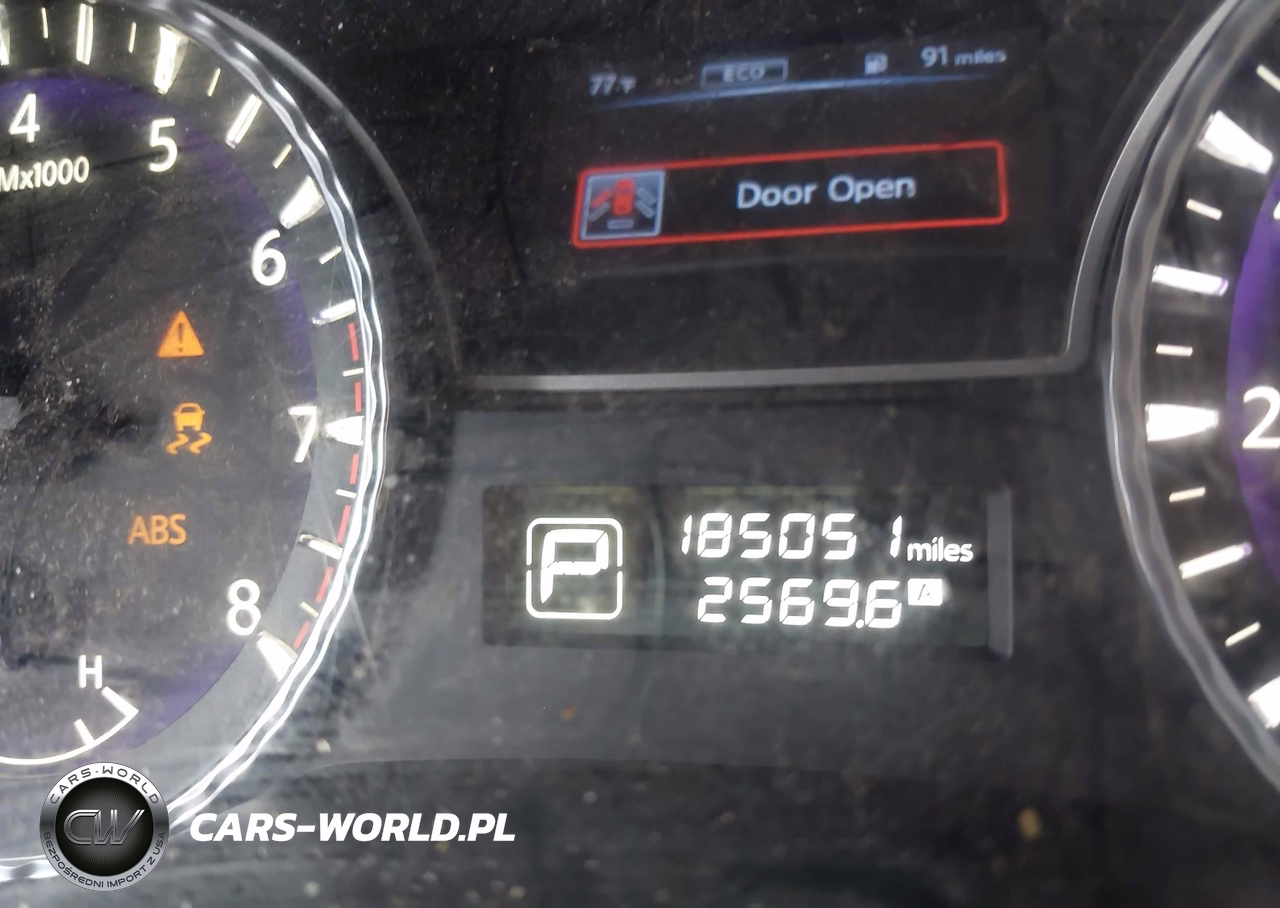 77°F ECO 91 miles
Door Open
4
5
Mx1000
6
7
ABS
8
H
P
185051 miles
2569.6 A
2
CARS-WORLD
CW
BEZPOŚREDNI IMPORT Z USA
CARS-WORLD.PL